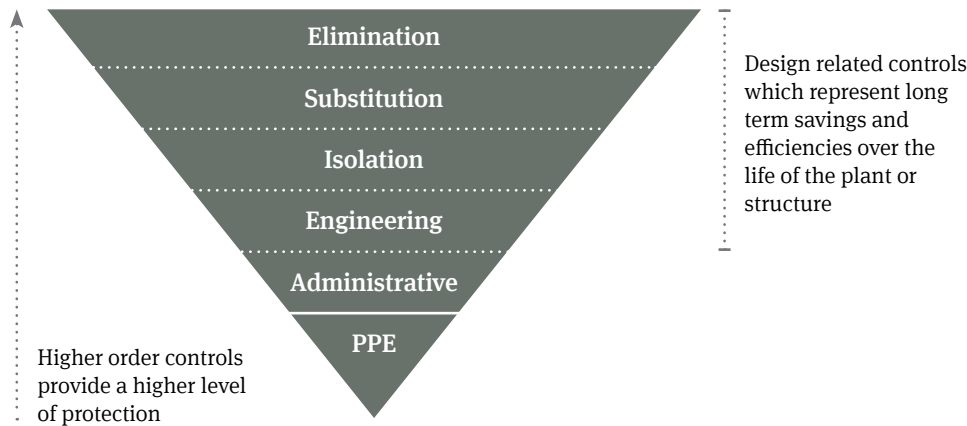 Elimination
Substitution
Isolation
Engineering
Administrative
PPE
Design related controls
which represent long
term savings and
efficiencies over the
life of the plant or
structure
Higher order controls
provide a higher level
of protection